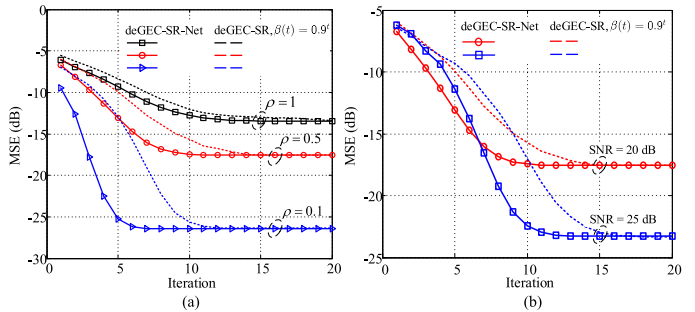 deGEC-SR-Net deGEC-SR, β(t) = 0.9^t
-5
-10
-15
-20
-25
-30
0 5 10 15 20
MSE (dB)
Iteration
ρ = 1
ρ = 0.5
ρ = 0.1
(a)
deGEC-SR-Net deGEC-SR, β(t) = 0.9^t
-5
-10
-15
-20
-25
0 5 10 15 20
MSE (dB)
Iteration
SNR = 20 dB
SNR = 25 dB
(b)